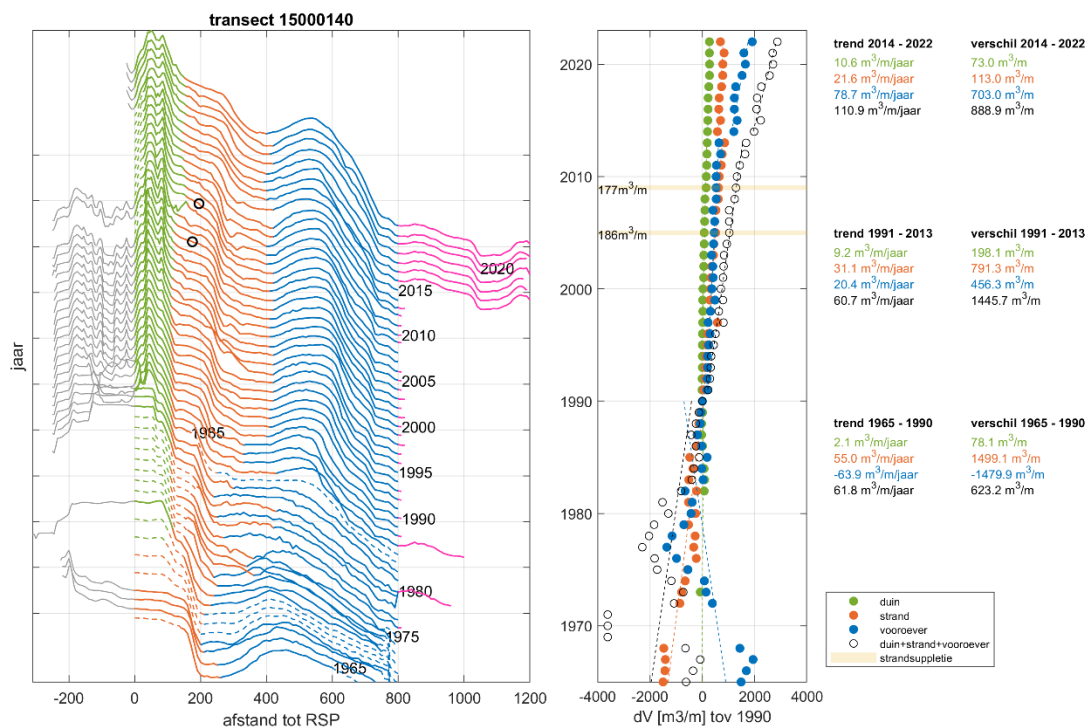 transect 15000140
jaar
2020
2015
2010
2005
2000
1995
1990
1985
1980
1975
1965
-200
0
200
400
600
800
1000
1200
afstand tot RSP
2020
2010
2000
1990
1980
1970
177m³/m
186m³/m
-4000
-2000
0
2000
4000
dV [m3/m] tov 1990
trend 2014 - 2022 verschil 2014 - 2022
10.6 m³/m/jaar 73.0 m³/m
21.6 m³/m/jaar 113.0 m³/m
78.7 m³/m/jaar 703.0 m³/m
110.9 m³/m/jaar 888.9 m³/m
trend 1991 - 2013 verschil 1991 - 2013
9.2 m³/m/jaar 198.1 m³/m
31.1 m³/m/jaar 791.3 m³/m
20.4 m³/m/jaar 456.3 m³/m
60.7 m³/m/jaar 1445.7 m³/m
trend 1965 - 1990 verschil 1965 - 1990
2.1 m³/m/jaar 78.1 m³/m
55.0 m³/m/jaar 1499.1 m³/m
-63.9 m³/m/jaar -1479.9 m³/m
61.8 m³/m/jaar 623.2 m³/m
duin
strand
vooroever
duin+strand+vooroever
strandsuppletie